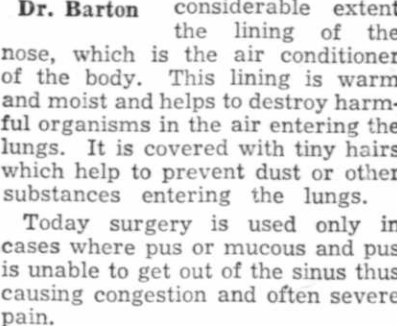 Dr. Barton
considerable extent
the lining of the
nose, which is the air conditioner
of the body. This lining is warm
and moist and helps to destroy harm-
ful organisms in the air entering the
lungs. It is covered with tiny hairs
which help to prevent dust or other
substances entering the lungs.
Today surgery is used only in
cases where pus or mucous and pus
is unable to get out of the sinus thus
causing congestion and often severe
pain.